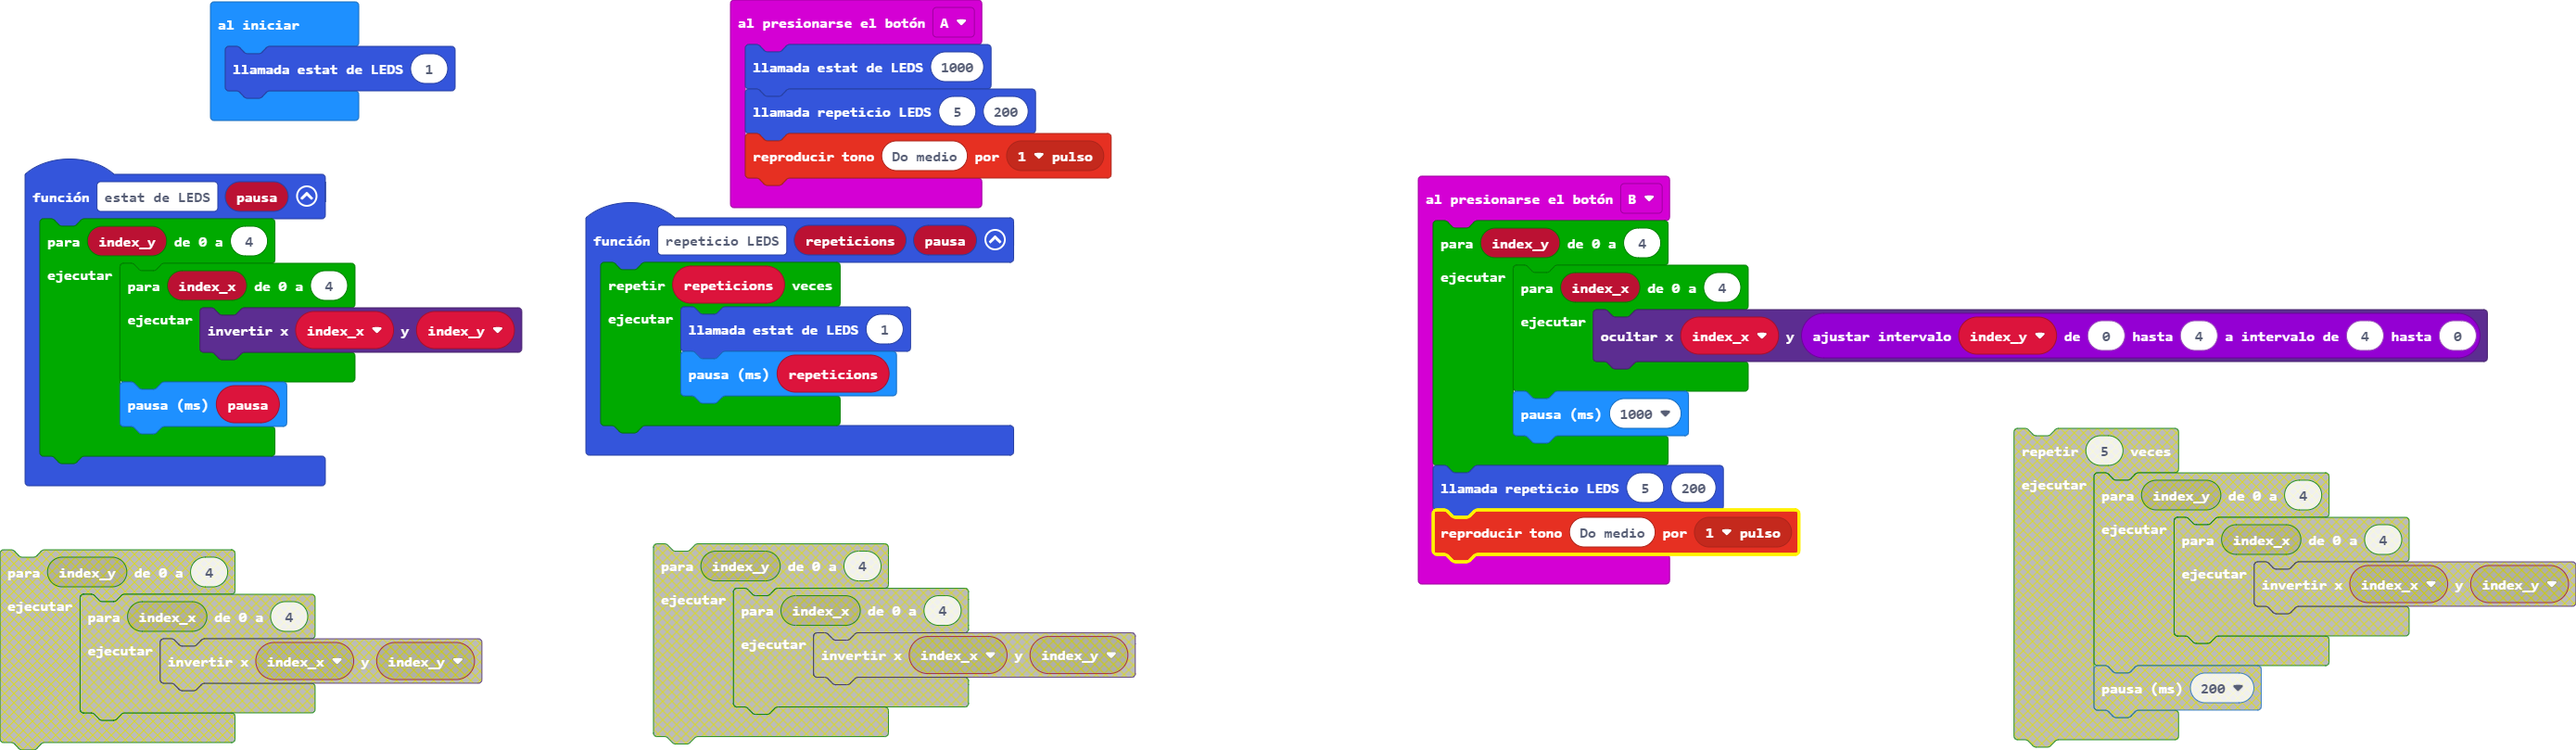 al iniciar
llamada estat de LEDS 1
función estat de LEDS pausa
para index_y de 0 a 4
ejecutar
para index_x de 0 a 4
ejecutar
invertir x index_x y index_y
pausa (ms) pausa
para index_y de 0 a 4
ejecutar
para index_x de 0 a 4
ejecutar
invertir x index_x y index_y
al presionarse el botón A
llamada estat de LEDS 1000
llamada repeticio LEDS 5 200
reproducir tono Do medio por 1 pulso
función repeticio LEDS repeticions pausa
repetir repeticions veces
ejecutar
llamada estat de LEDS 1
pausa (ms) repeticions
para index_y de 0 a 4
ejecutar
para index_x de 0 a 4
ejecutar
invertir x index_x y index_y
al presionarse el botón B
para index_y de 0 a 4
ejecutar
para index_x de 0 a 4
ejecutar
ocultar x index_x y ajustar intervalo index_y de 0 hasta 4 a intervalo de 4 hasta 0
pausa (ms) 1000
llamada repeticio LEDS 5 200
reproducir tono Do medio por 1 pulso
repetir 5 veces
ejecutar
para index_y de 0 a 4
ejecutar
para index_x de 0 a 4
ejecutar
invertir x index_x y index_y
pausa (ms) 200